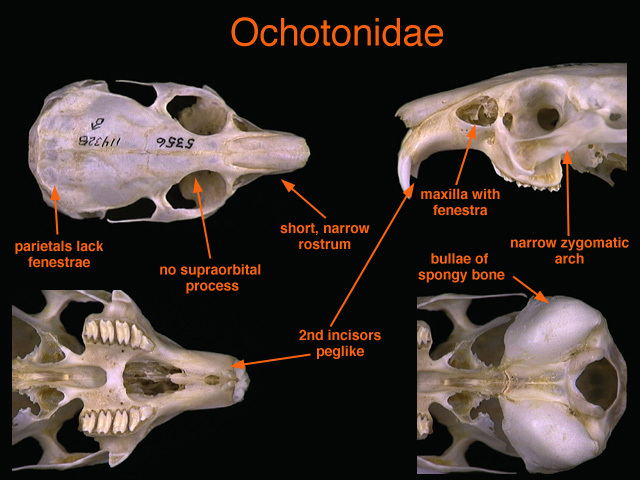 Ochotonidae
5356
114328
♂
parietals lack
fenestrae
no supraorbital
process
short, narrow
rostrum
maxilla with
fenestra
narrow zygomatic
arch
2nd incisors
peglike
bullae of
spongy bone